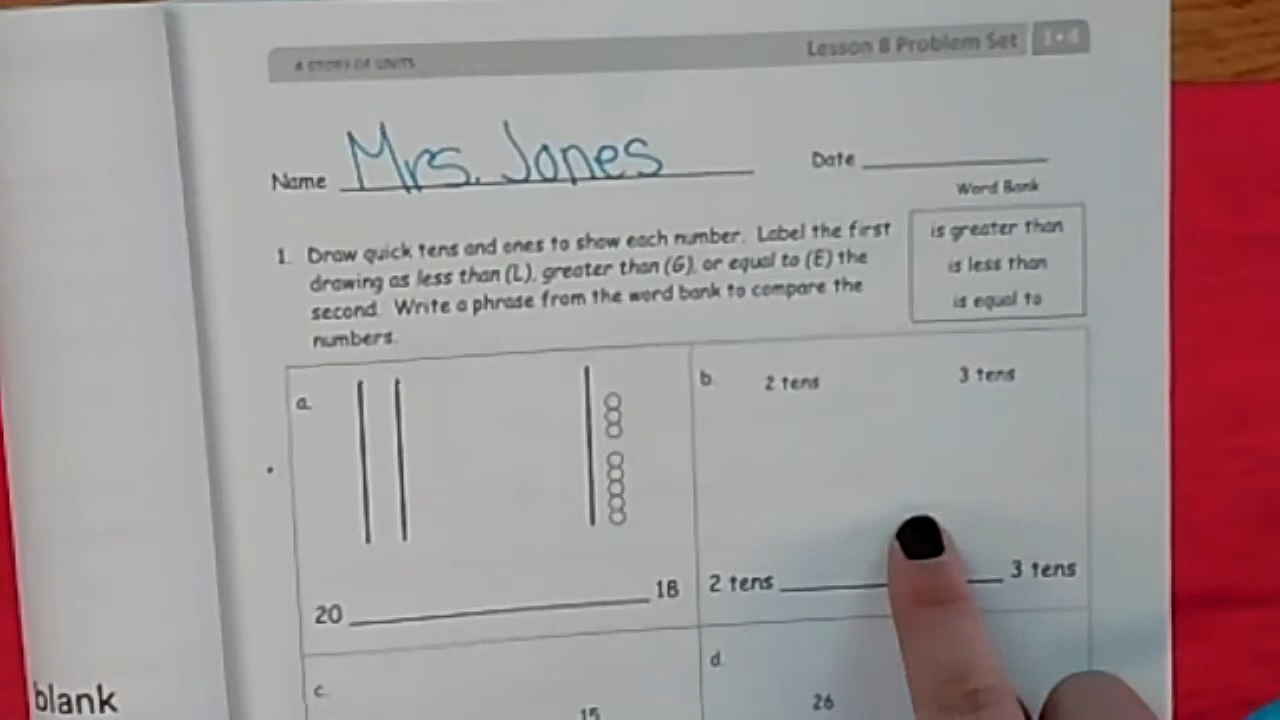 A STORY OF UNITS
Lesson 8 Problem Set 1•4
Name Mrs. Jones Date
Word Bank
1. Draw quick tens and ones to show each number. Label the first
drawing as less than (L), greater than (G), or equal to (E) the
second. Write a phrase from the word bank to compare the
numbers.
is greater than
is less than
is equal to
a.
20 18
b. 2 tens 3 tens
2 tens 3 tens
c.
15
d.
26
blank